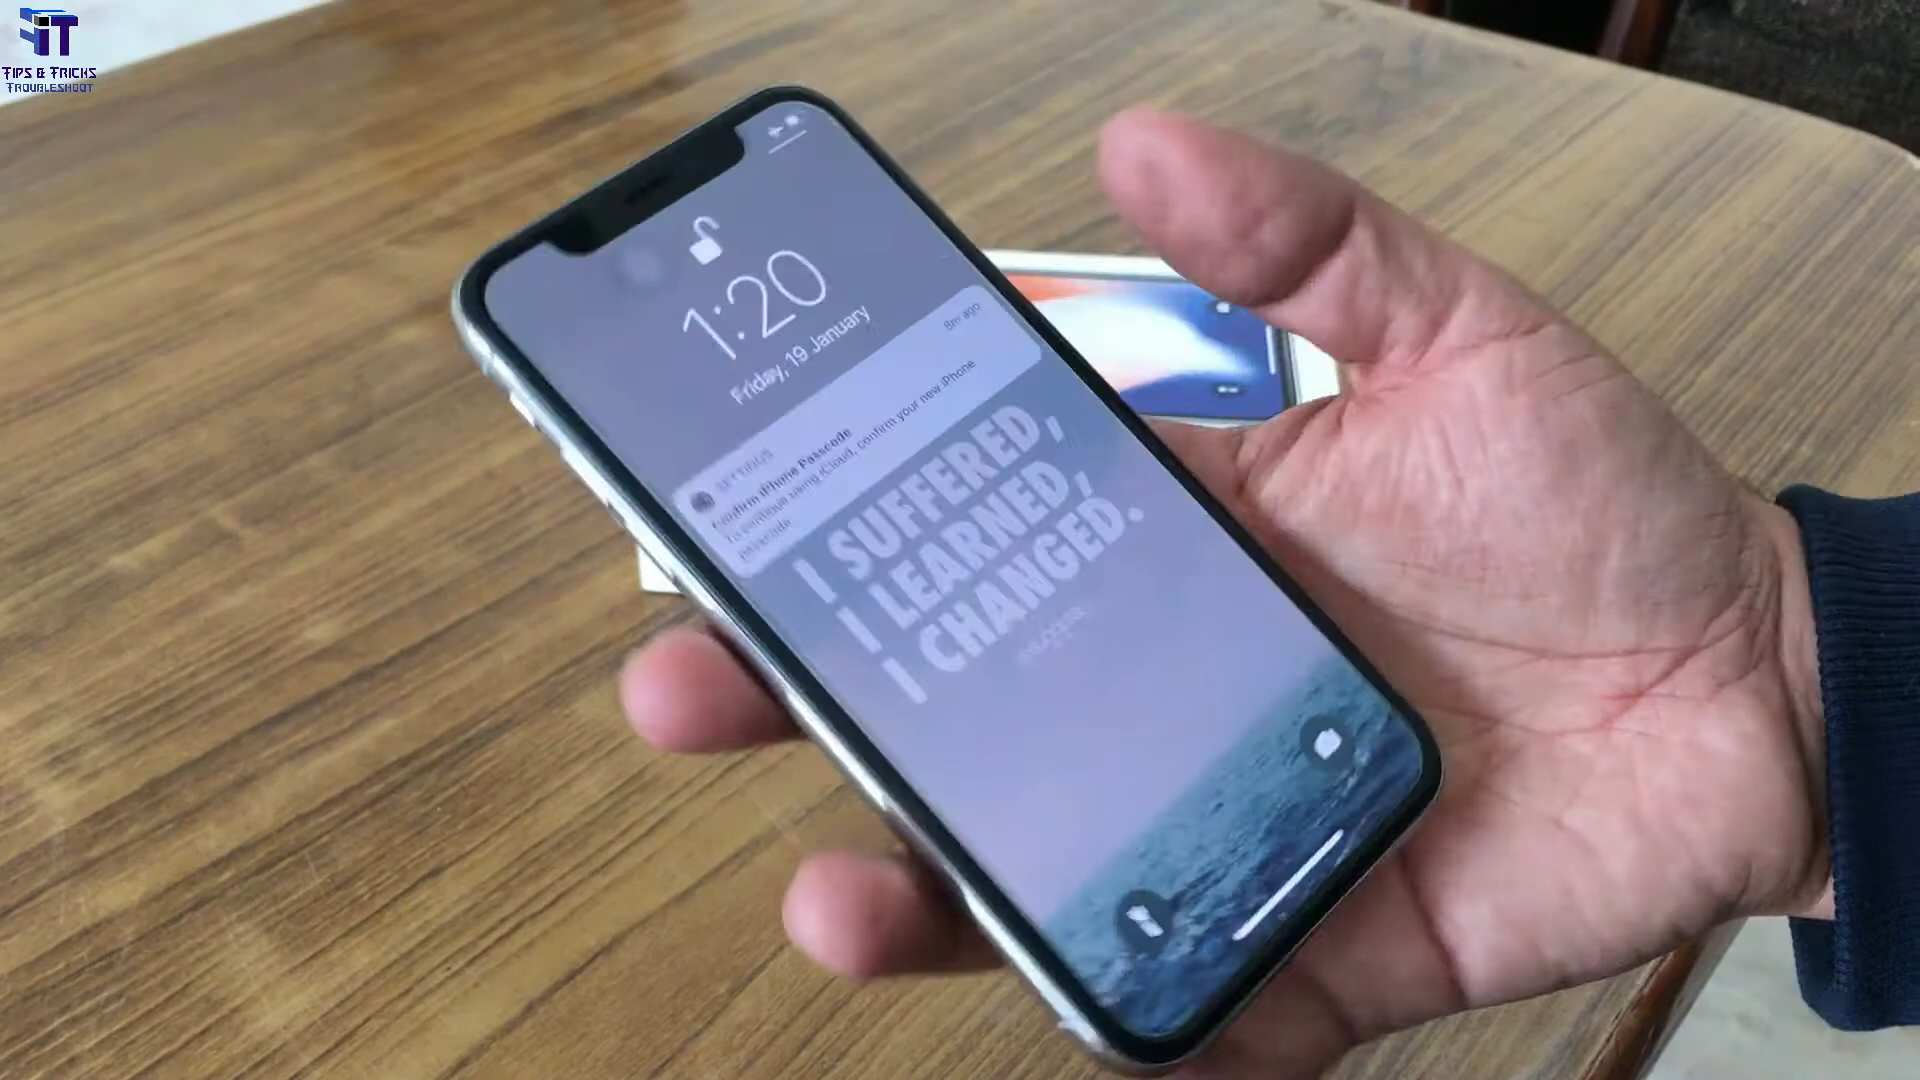 iT
Tips & Tricks
Troubleshoot
1:20
Friday, 19 January
SETTINGS
8m ago
Confirm iPhone Passcode
To continue using iCloud, confirm your new iPhone
passcode
I SUFFERED,
I LEARNED,
I CHANGED.